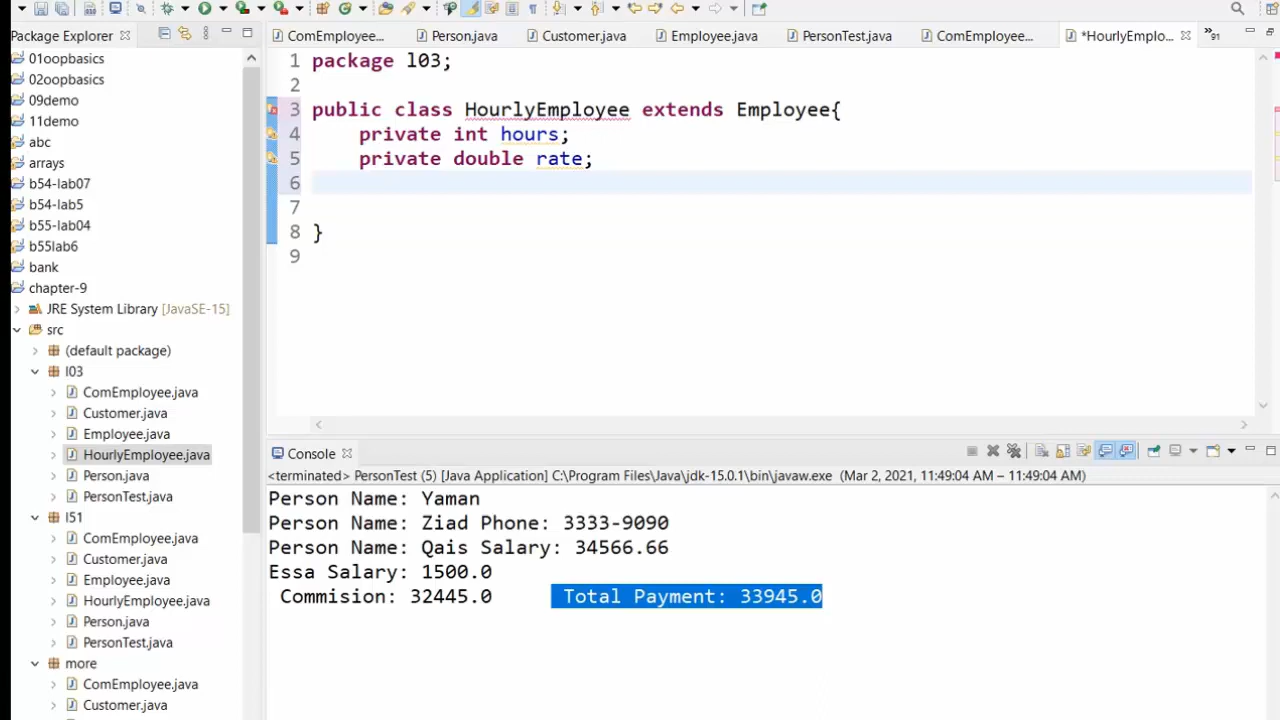 Package Explorer
ComEmployee...
Person.java
Customer.java
Employee.java
PersonTest.java
ComEmployee...
*HourlyEmplo...
91
01oopbasics
02oopbasics
09demo
11demo
abc
arrays
b54-lab07
b54-lab5
b55-lab04
b55lab6
bank
chapter-9
JRE System Library [JavaSE-15]
src
(default package)
l03
ComEmployee.java
Customer.java
Employee.java
HourlyEmployee.java
Person.java
PersonTest.java
l51
ComEmployee.java
Customer.java
Employee.java
HourlyEmployee.java
Person.java
PersonTest.java
more
ComEmployee.java
Customer.java
1 package l03;
2
3 public class HourlyEmployee extends Employee{
4 private int hours;
5 private double rate;
6
7
8 }
9
Console
<terminated> PersonTest (5) [Java Application] C:\Program Files\Java\jdk-15.0.1\bin\javaw.exe (Mar 2, 2021, 11:49:04 AM – 11:49:04 AM)
Person Name: Yaman
Person Name: Ziad Phone: 3333-9090
Person Name: Qais Salary: 34566.66
Essa Salary: 1500.0
Commision: 32445.0 Total Payment: 33945.0